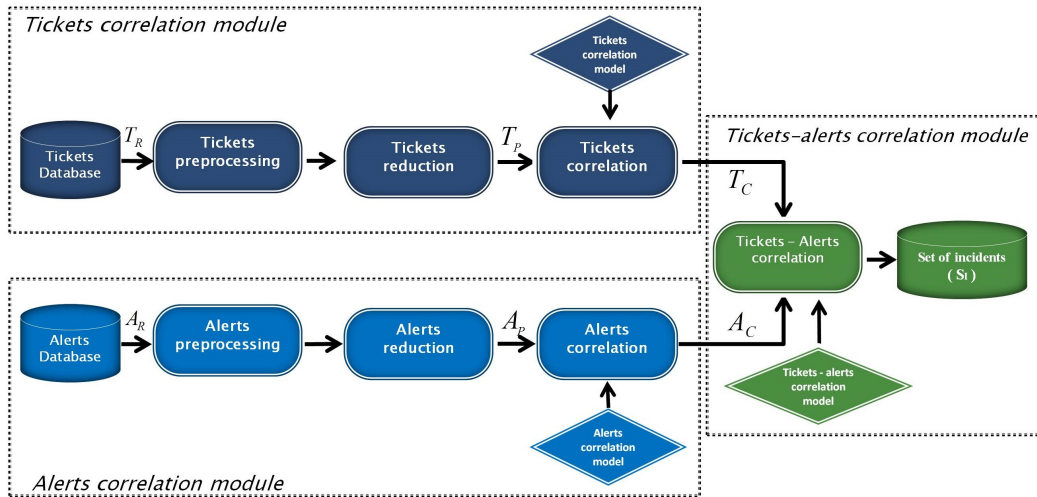 Tickets correlation module
Tickets
correlation
model
Tickets
Database
T_R
Tickets
preprocessing
Tickets
reduction
T_P
Tickets
correlation
Tickets-alerts correlation module
T_C
Tickets – Alerts
correlation
Set of incidents
( SI )
A_C
Tickets - alerts
correlation
model
Alerts
Database
A_R
Alerts
preprocessing
Alerts
reduction
A_P
Alerts
correlation
Alerts
correlation
model
Alerts correlation module